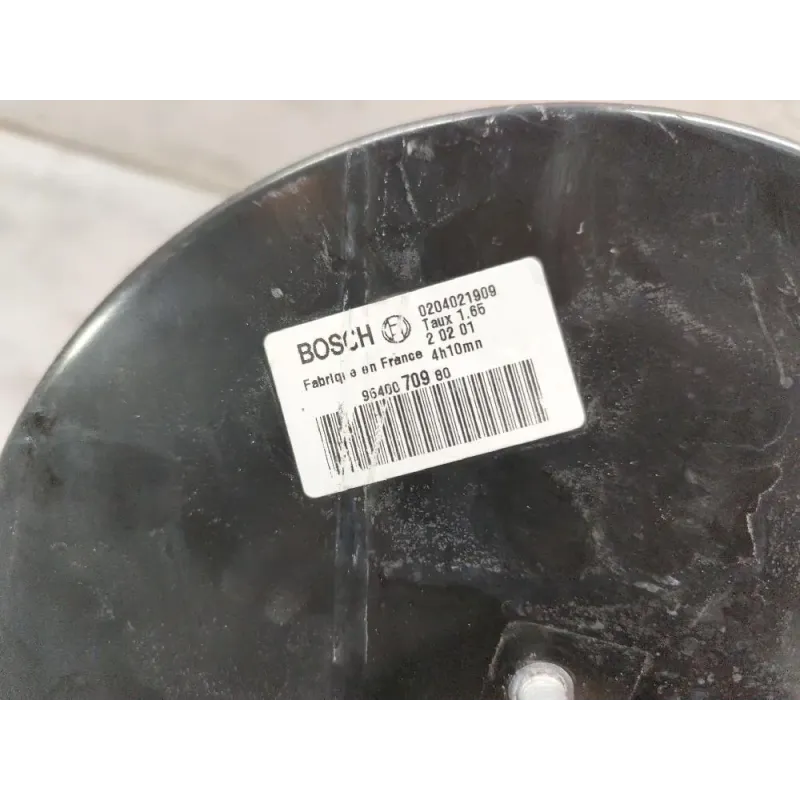 BOSCH 0204021909
Taux 1.65
2 02 01
Fabriqué en France 4h10mn
96400 709 80